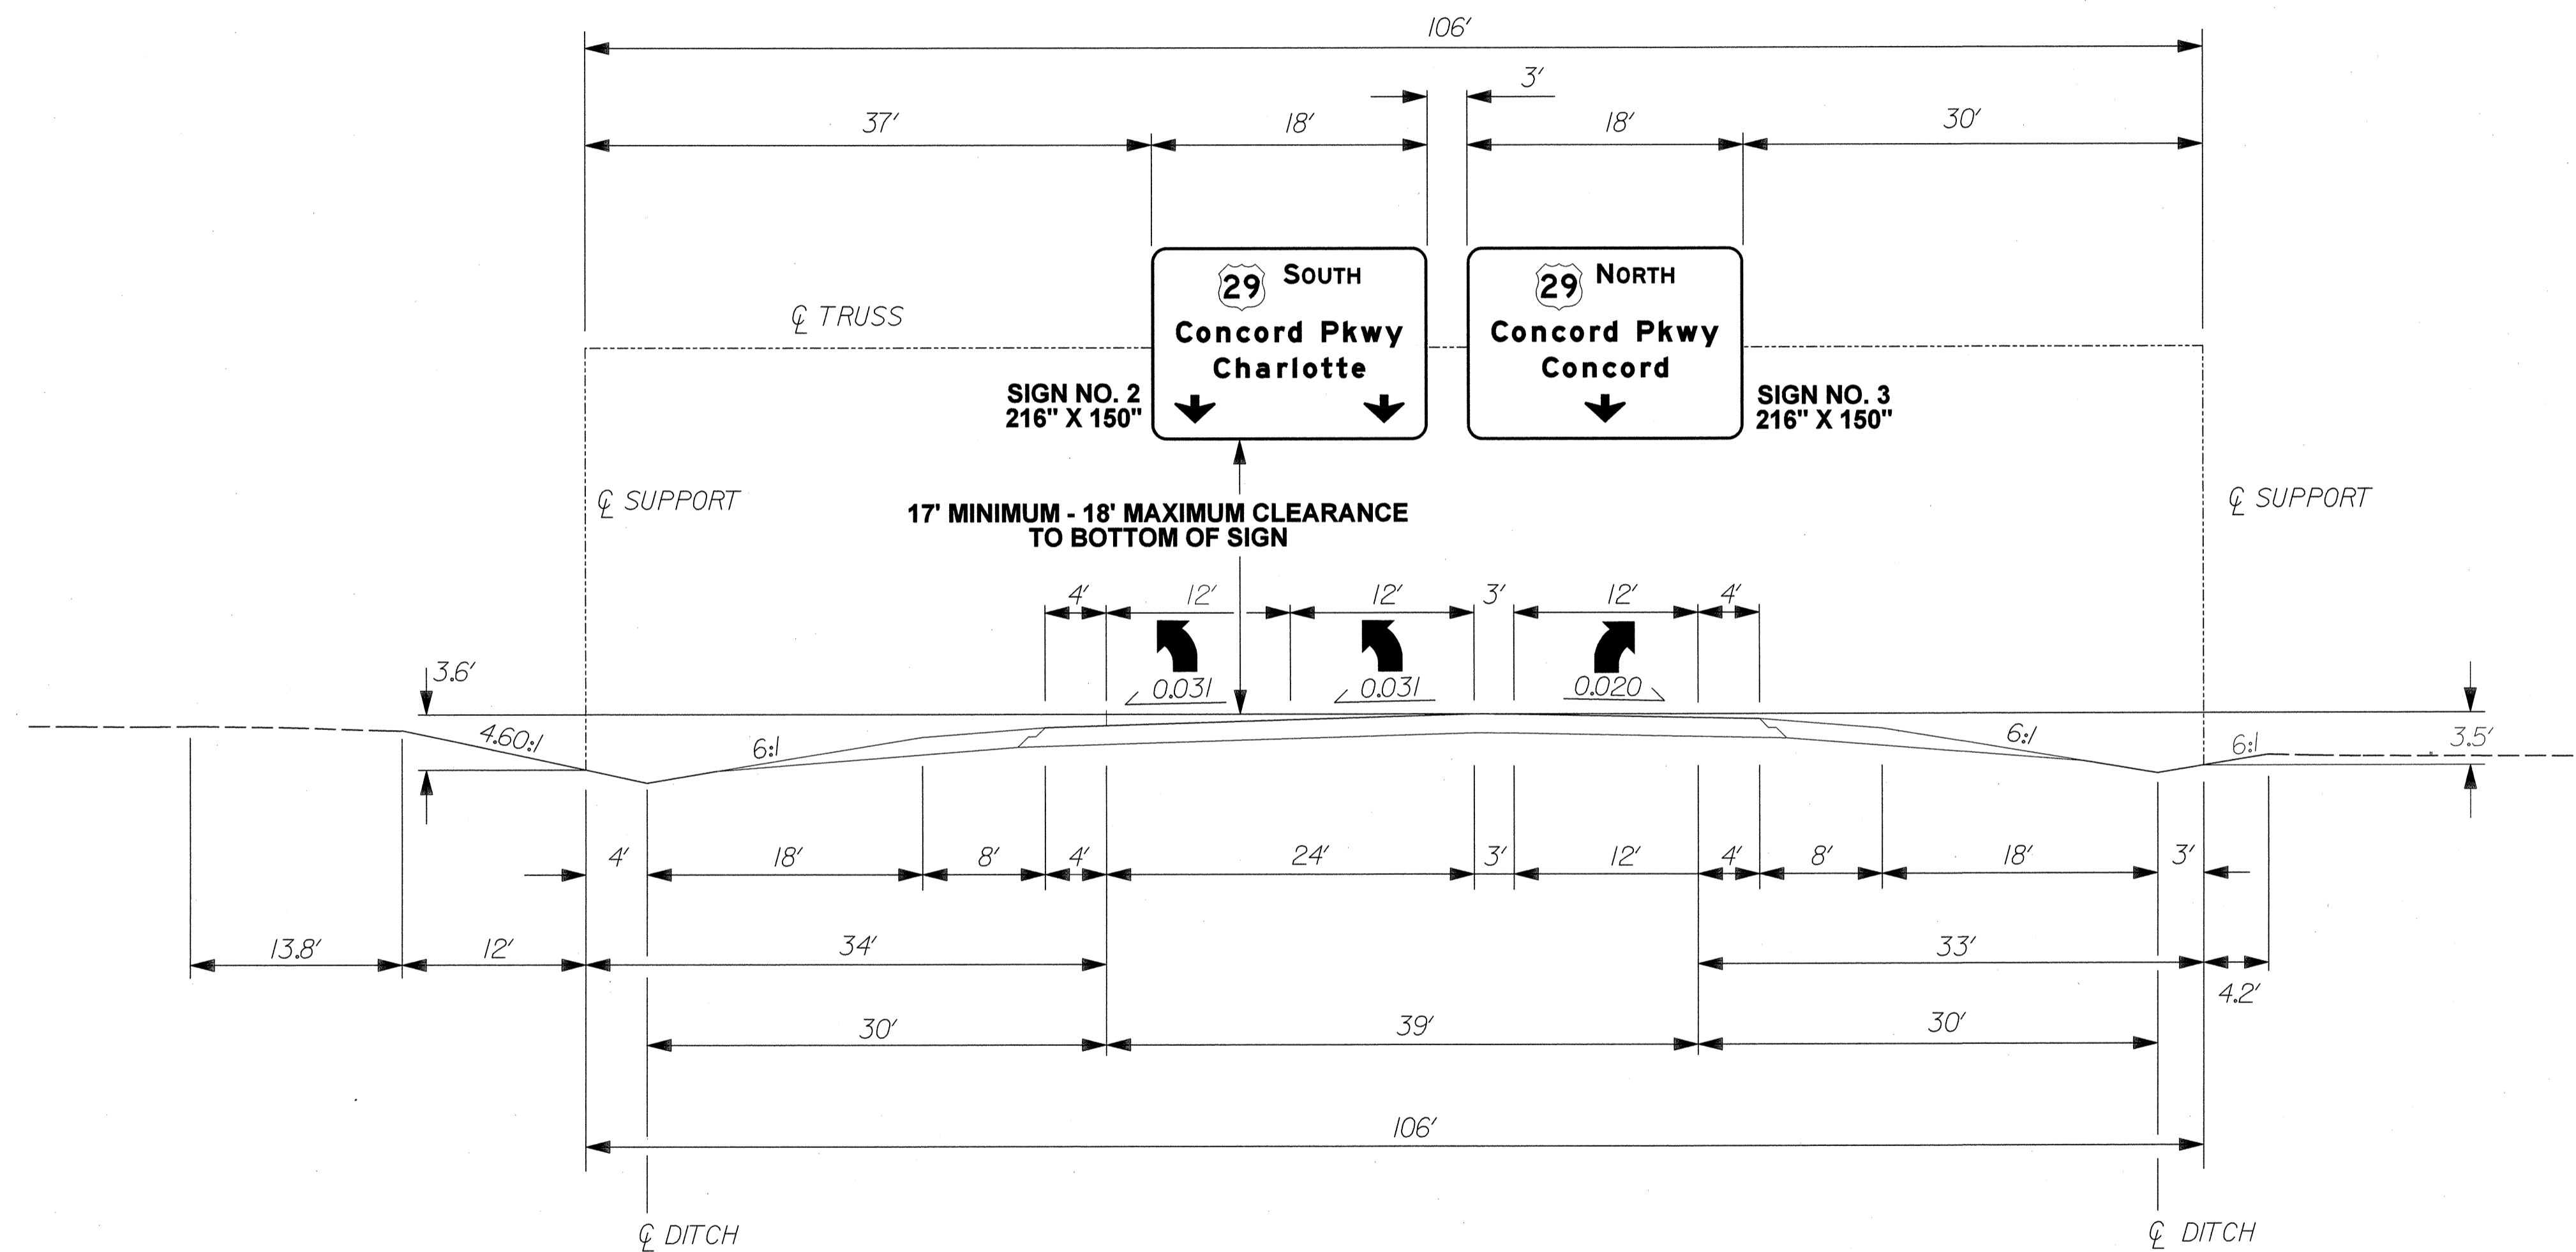 106'
3'
37'
18'
18'
30'
29 SOUTH
Concord Pkwy
Charlotte
29 NORTH
Concord Pkwy
Concord
℄ TRUSS
SIGN NO. 2
216" X 150"
SIGN NO. 3
216" X 150"
℄ SUPPORT
℄ SUPPORT
17' MINIMUM - 18' MAXIMUM CLEARANCE
TO BOTTOM OF SIGN
4'
12'
12'
3'
12'
4'
3.6'
0.031
0.031
0.020
4.60:1
6:1
6:1
6:1
3.5'
4'
18'
8'
4'
24'
3'
12'
4'
8'
18'
3'
13.8'
12'
34'
33'
4.2'
30'
39'
30'
106'
℄ DITCH
℄ DITCH